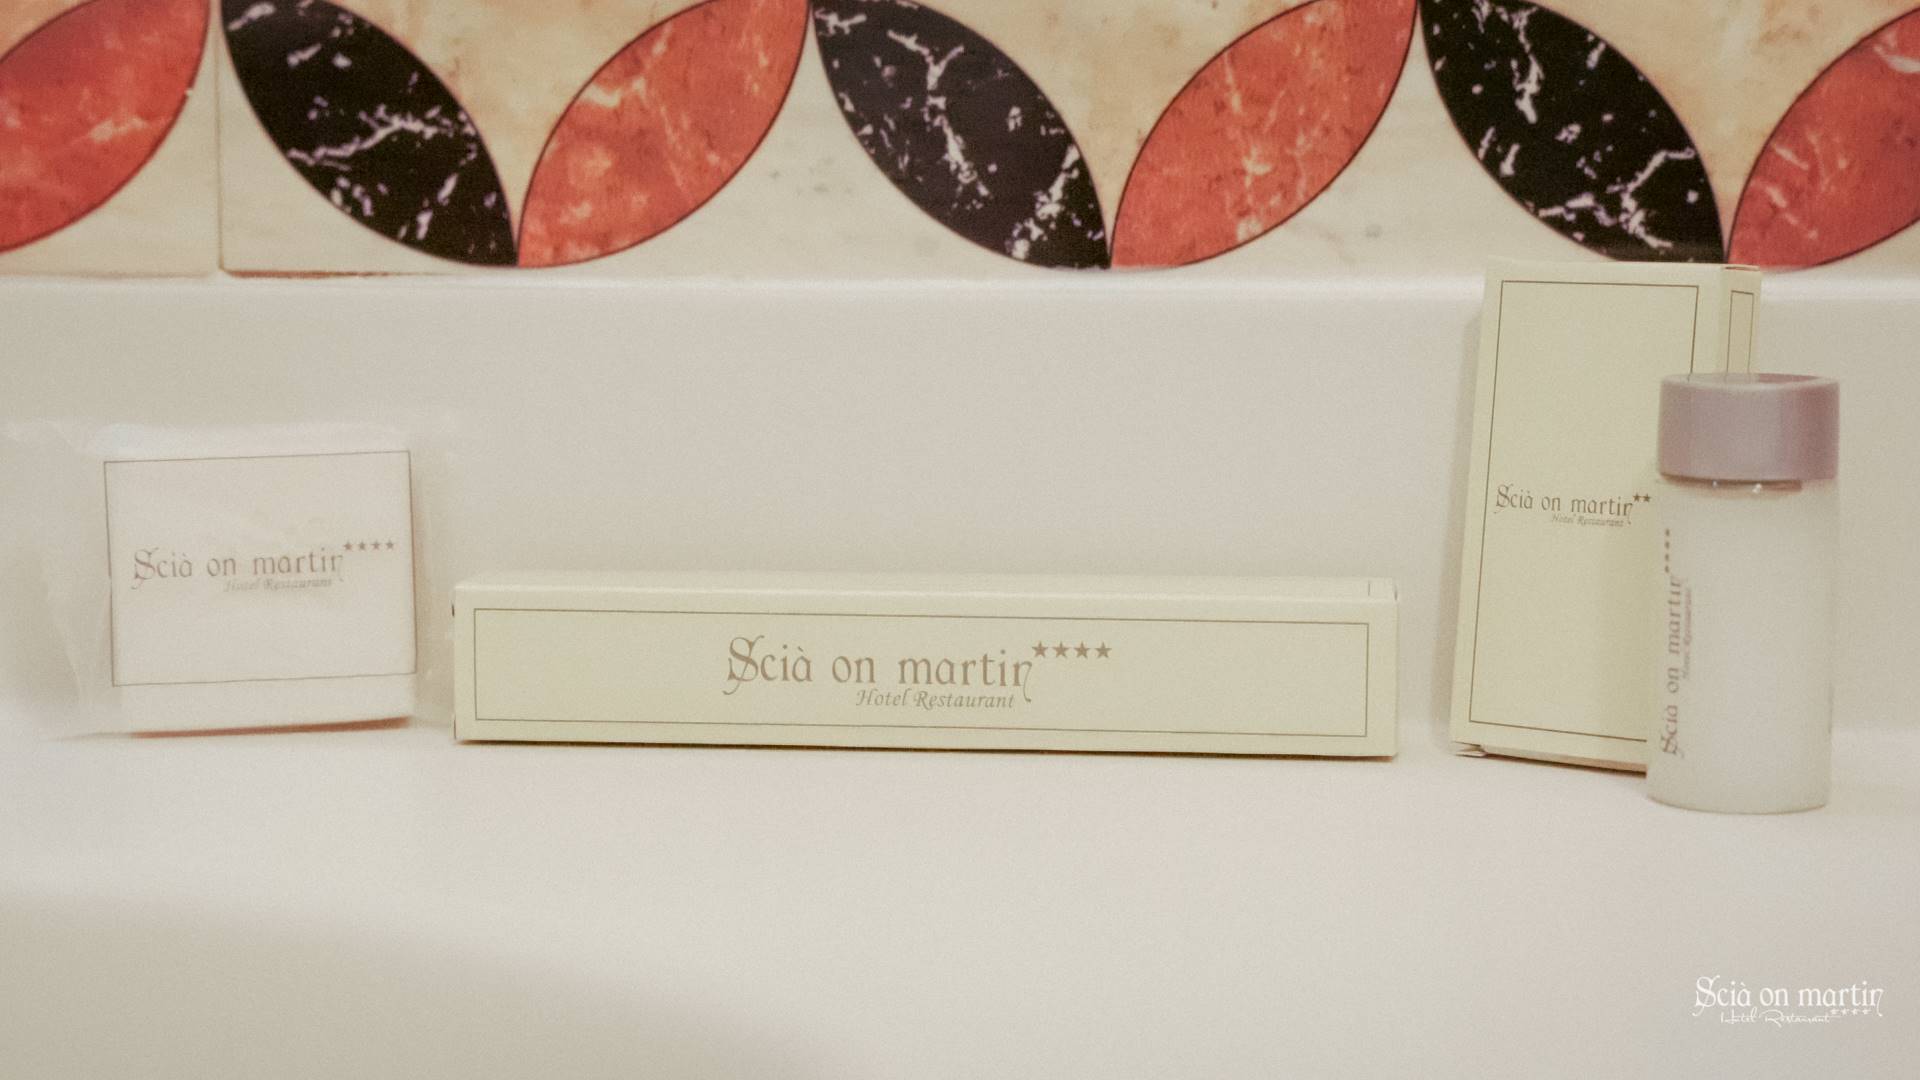 Scià on martin★★★★
Hotel Restaurant
Scià on martin★★★★
Hotel Restaurant
Scià on martin★★
Hotel Restaurant
Scià on martin★★★★
Hotel Restaurant
Scià on martin
Hotel Restaurant★★★★